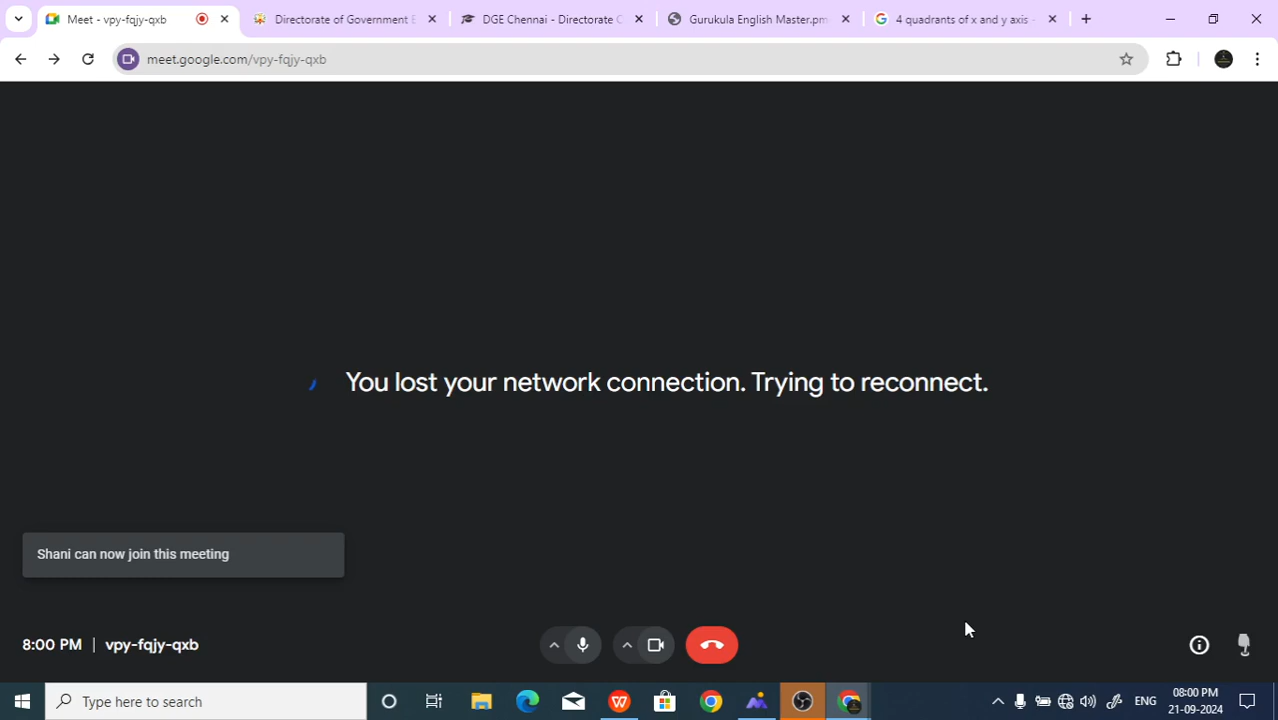 Meet - vpy-fqjy-qxb
Directorate of Government E
DGE Chennai - Directorate C
Gurukula English Master.pm
4 quadrants of x and y axis -
meet.google.com/vpy-fqjy-qxb
You lost your network connection. Trying to reconnect.
Shani can now join this meeting
8:00 PM | vpy-fqjy-qxb
Type here to search
ENG
08:00 PM
21-09-2024